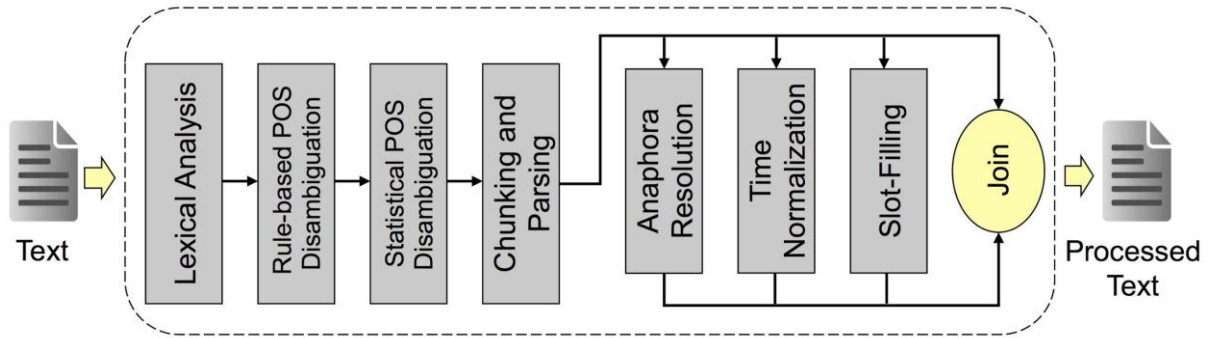 Text
Lexical Analysis
Rule-based POS
Disambiguation
Statistical POS
Disambiguation
Chunking and
Parsing
Anaphora
Resolution
Time
Normalization
Slot-Filling
Join
Processed
Text